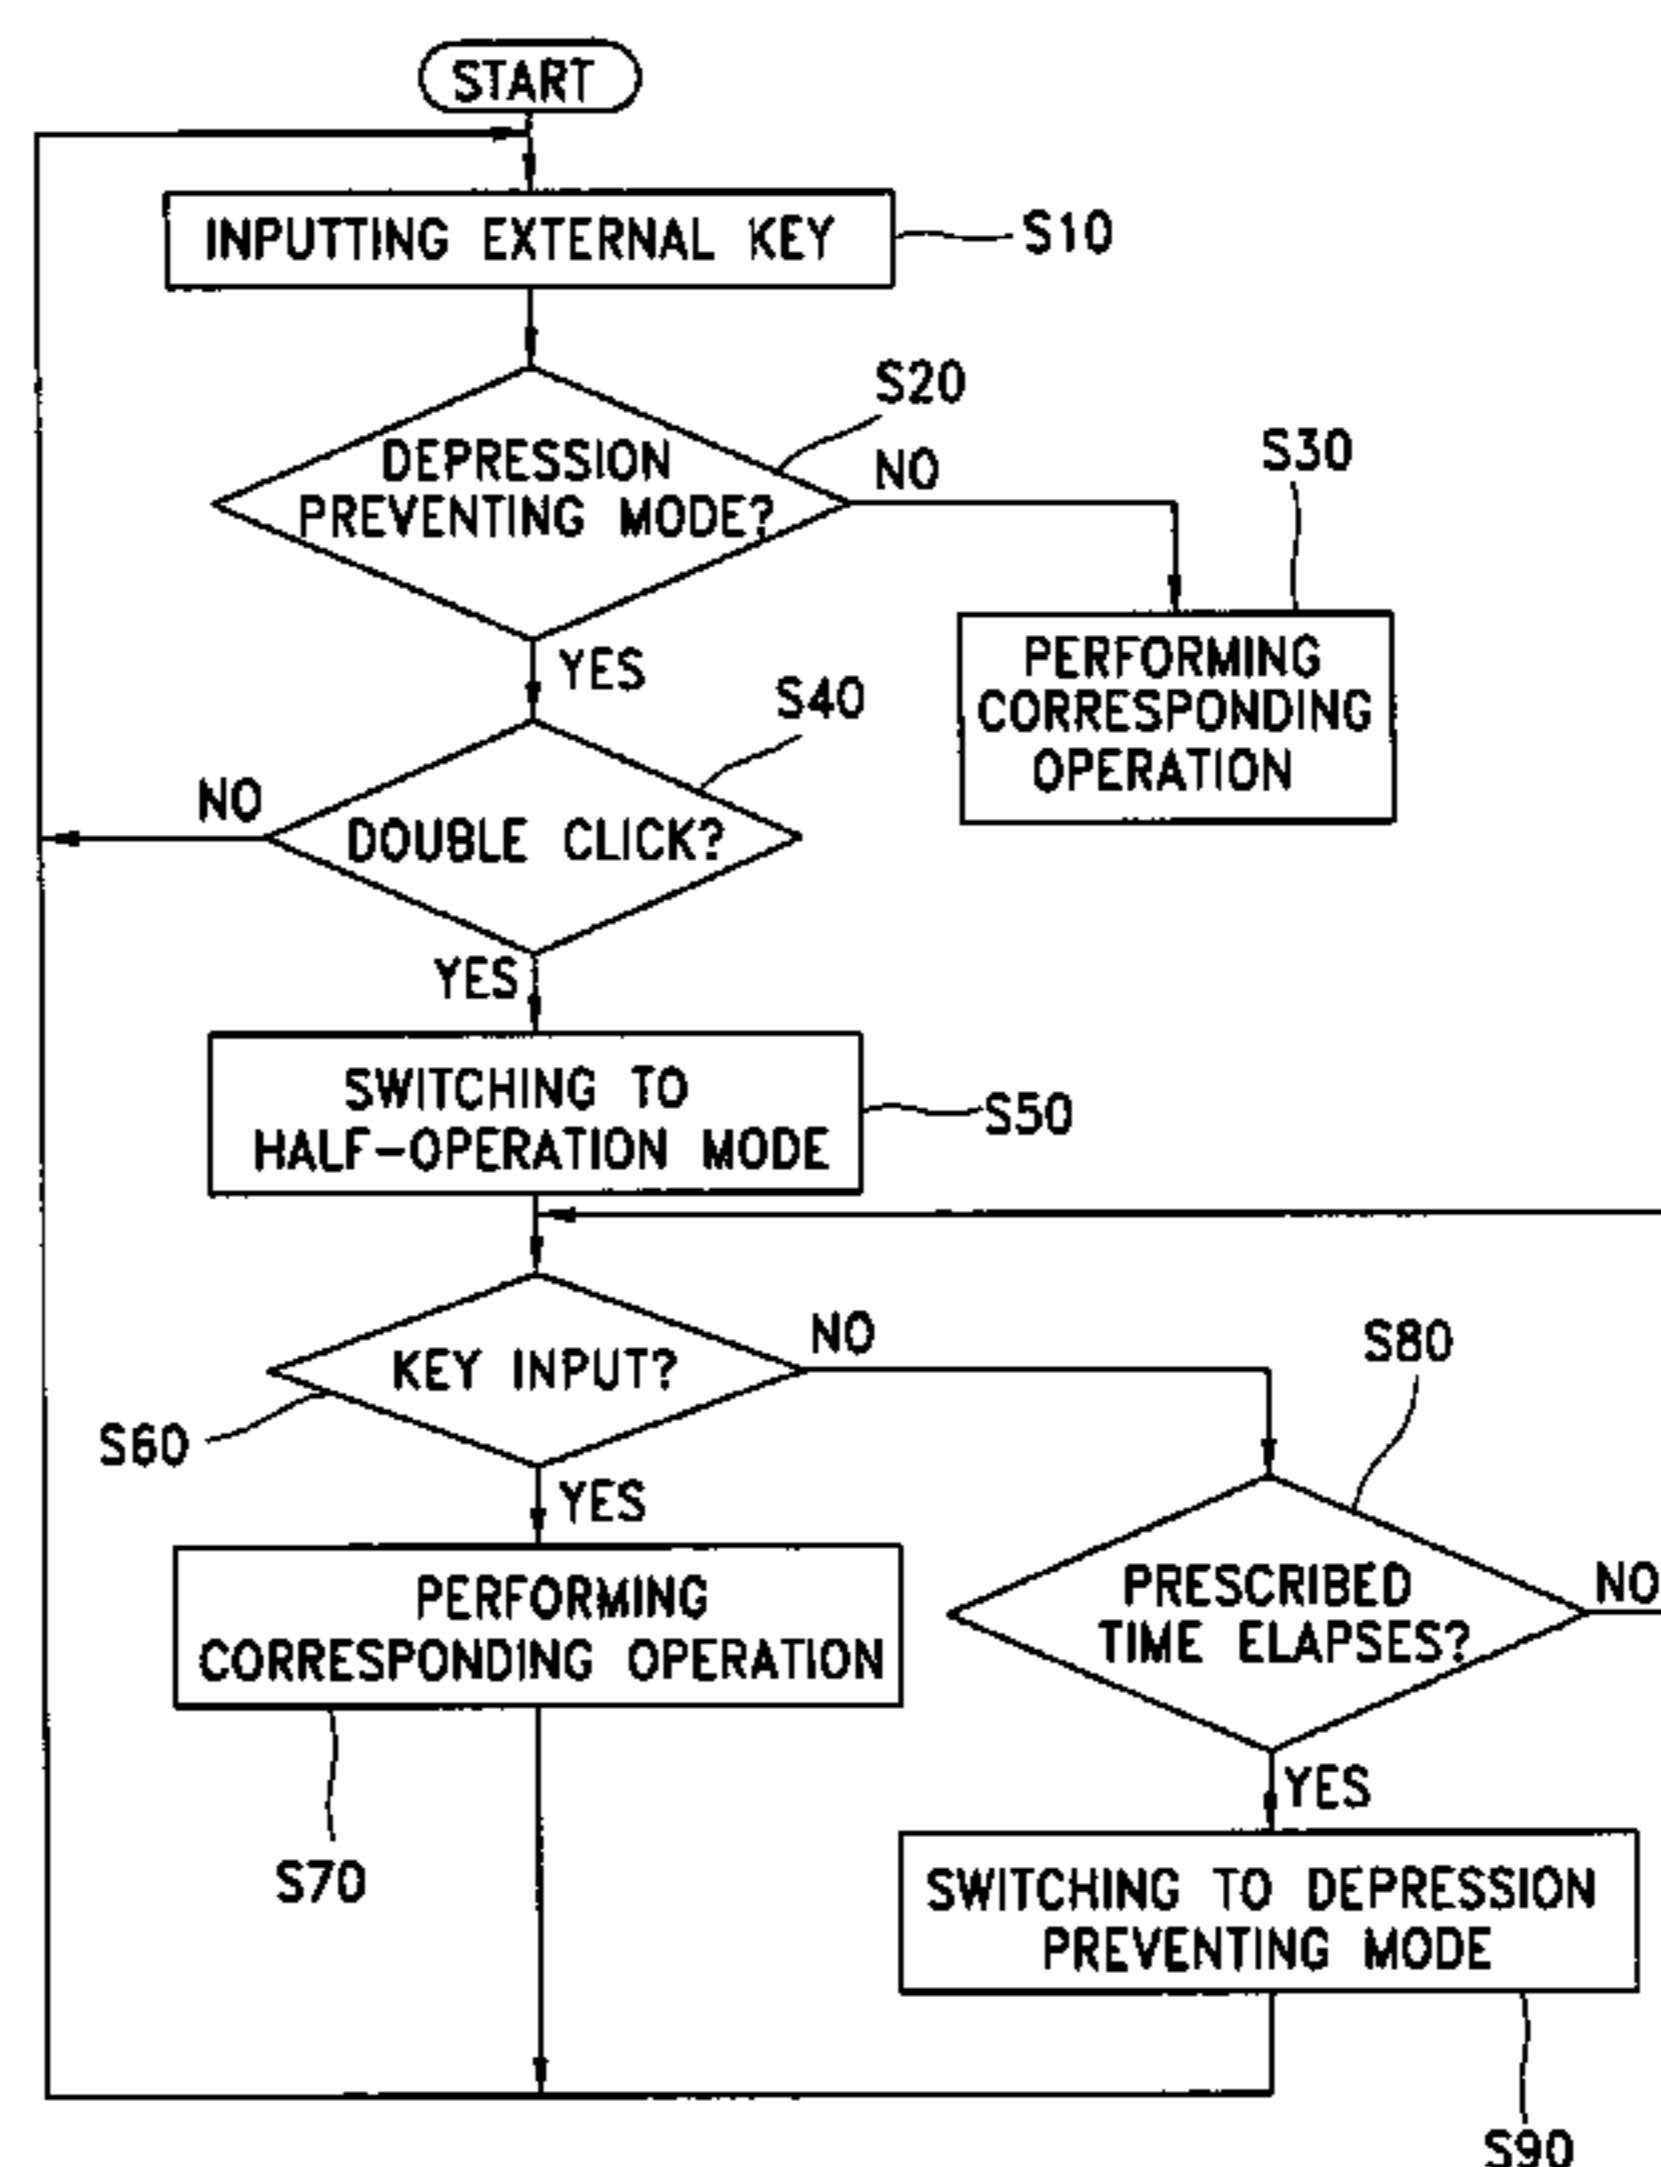 START
INPUTTING EXTERNAL KEY
S10
S20
DEPRESSION
PREVENTING MODE?
NO
S30
PERFORMING
CORRESPONDING
OPERATION
YES
S40
NO
DOUBLE CLICK?
YES
SWITCHING TO
HALF-OPERATION MODE
S50
KEY INPUT?
NO
S80
S60
YES
PERFORMING
CORRESPONDING OPERATION
PRESCRIBED
TIME ELAPSES?
NO
YES
S70
SWITCHING TO DEPRESSION
PREVENTING MODE
S90